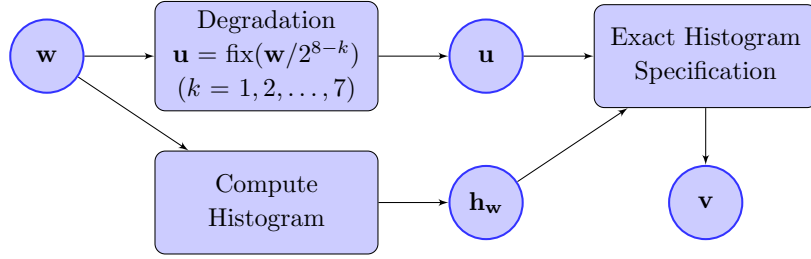 w
Degradation
u = fix(w/2^{8−k})
(k = 1, 2, . . . , 7)
u
Exact Histogram
Specification
Compute
Histogram
h_w
v